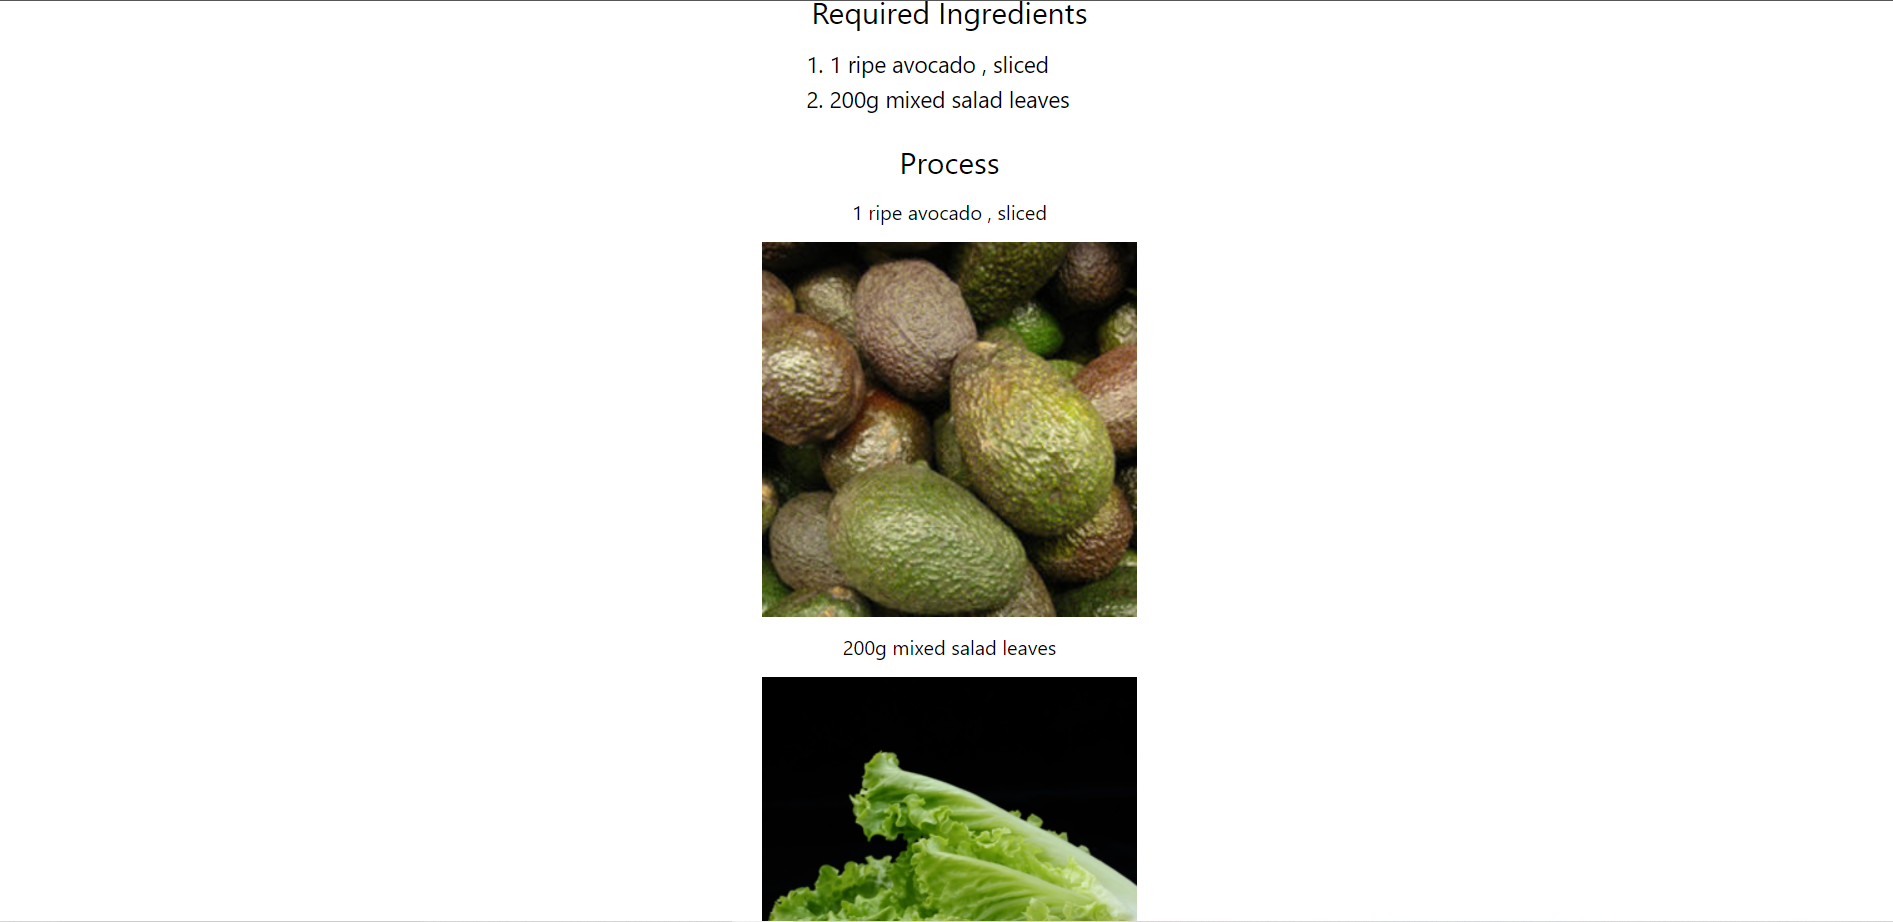 Required Ingredients
1. 1 ripe avocado , sliced
2. 200g mixed salad leaves
Process
1 ripe avocado , sliced
200g mixed salad leaves